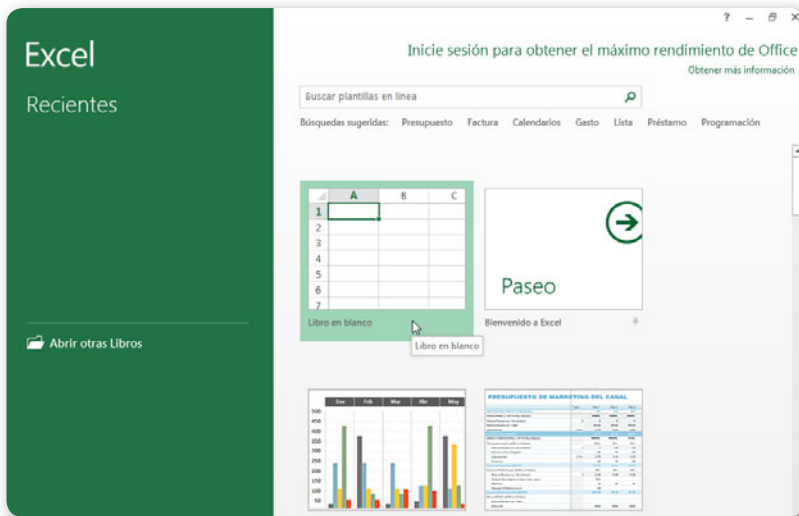 Excel
Recientes
Abrir otras Libros
?
Inicie sesión para obtener el máximo rendimiento de Office
Obtener más información
Buscar plantillas en línea
Búsquedas sugeridas: Presupuesto Factura Calendarios Gasto Lista Préstamo Programación
A B C
1
2
3
4
5
6
7
Libro en blanco
Libro en blanco
Paseo
Bienvenido a Excel
Ene Feb Mar Abr May
500
450
400
350
300
250
200
150
100
50
PRESUPUESTO DE MARKETING DEL CANAL